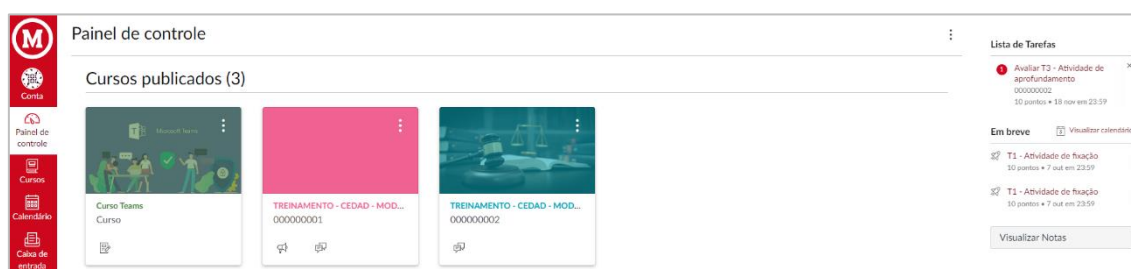 M
Conta
Painel de
controle
Cursos
Calendário
Caixa de
entrada
Painel de controle
Cursos publicados (3)
Microsoft Teams
Curso Teams
Curso
TREINAMENTO - CEDAD - MOD...
000000001
TREINAMENTO - CEDAD - MOD...
000000002
Lista de Tarefas
1
Avaliar T3 - Atividade de
aprofundamento
000000002
10 pontos • 18 nov em 23:59
Em breve
Visualizar calendário
T1 - Atividade de fixação
10 pontos • 7 out em 23:59
T1 - Atividade de fixação
10 pontos • 7 out em 23:59
Visualizar Notas